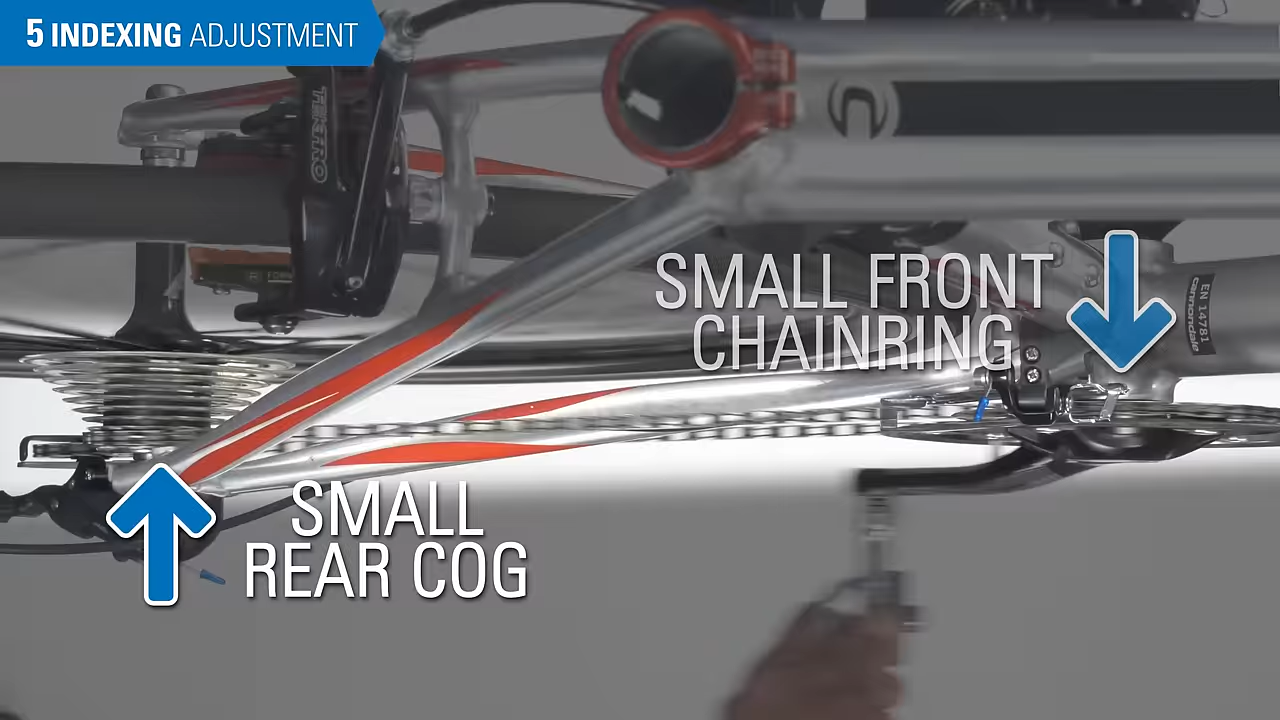 5 INDEXING ADJUSTMENT
TEKTRO
SMALL FRONT
CHAINRING
EN 14781
cannondale
SMALL
REAR COG